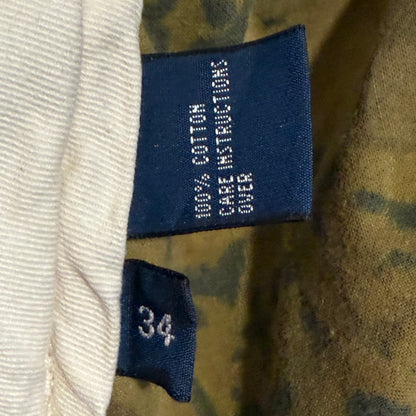 100% COTTON
CARE INSTRUCTIONS
OVER
34